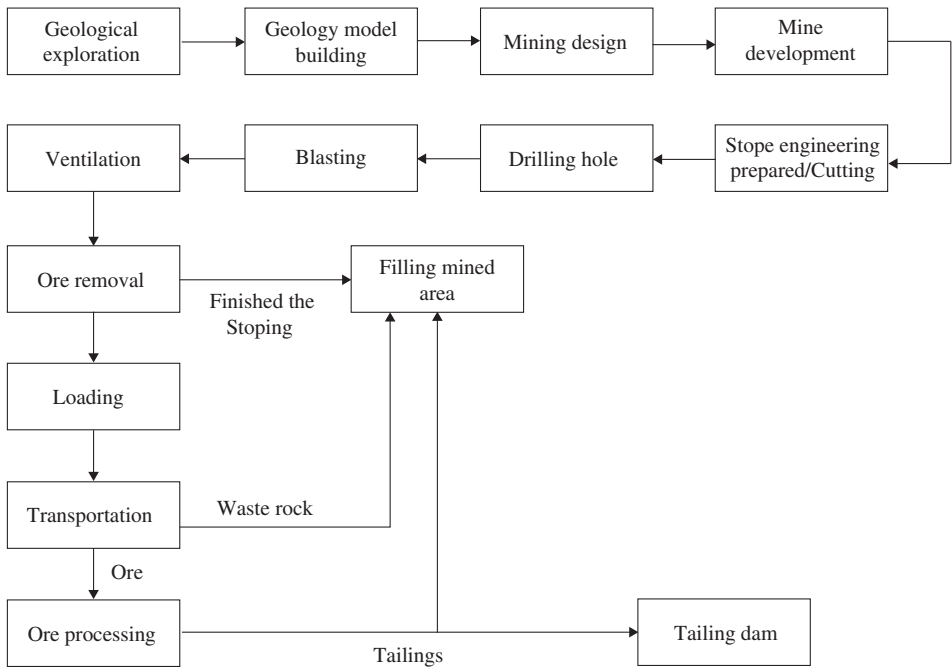 Geological
exploration
Geology model
building
Mining design
Mine
development
Ventilation
Blasting
Drilling hole
Stope engineering
prepared/Cutting
Ore removal
Finished the
Stoping
Filling mined
area
Loading
Transportation
Waste rock
Ore
Ore processing
Tailings
Tailing dam